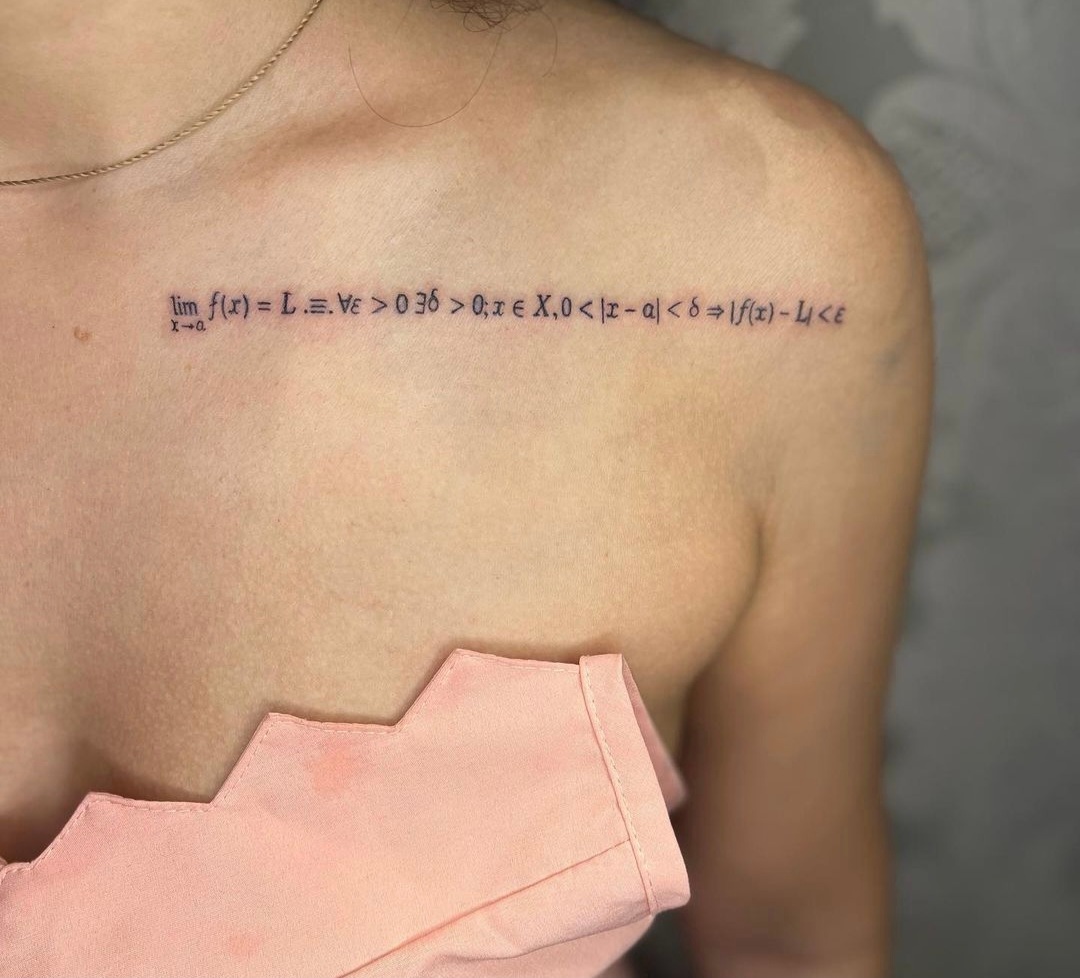 lim f(x) = L .≡. ∀ε > 0 ∃δ > 0; x ∈ X, 0 < |x - a| < δ ⇒ |f(x) - L| < ε
x→a